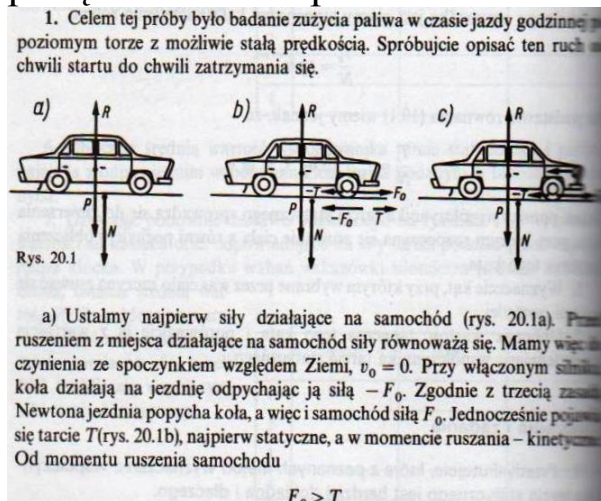 1. Celem tej próby było badanie zużycia paliwa w czasie jazdy godzinnej
poziomym torze z możliwie stałą prędkością. Spróbujcie opisać ten ruch
chwili startu do chwili zatrzymania się.
a) b) c)
R R R
T F₀ T
P P P
−F₀ T
N N N
Rys. 20.1
a) Ustalmy najpierw siły działające na samochód (rys. 20.1a).
ruszeniem z miejsca działające na samochód siły równoważą się. Mamy więc
czynienia ze spoczynkiem względem Ziemi, v₀ = 0. Przy włączonym
koła działają na jezdnię odpychając ją siłą − F₀. Zgodnie z trzecią
Newtona jezdnia popycha koła, a więc i samochód siłą F₀. Jednocześnie
się tarcie T(rys. 20.1b), najpierw statyczne, a w momencie ruszania –
Od momentu ruszenia samochodu
F₀ > T